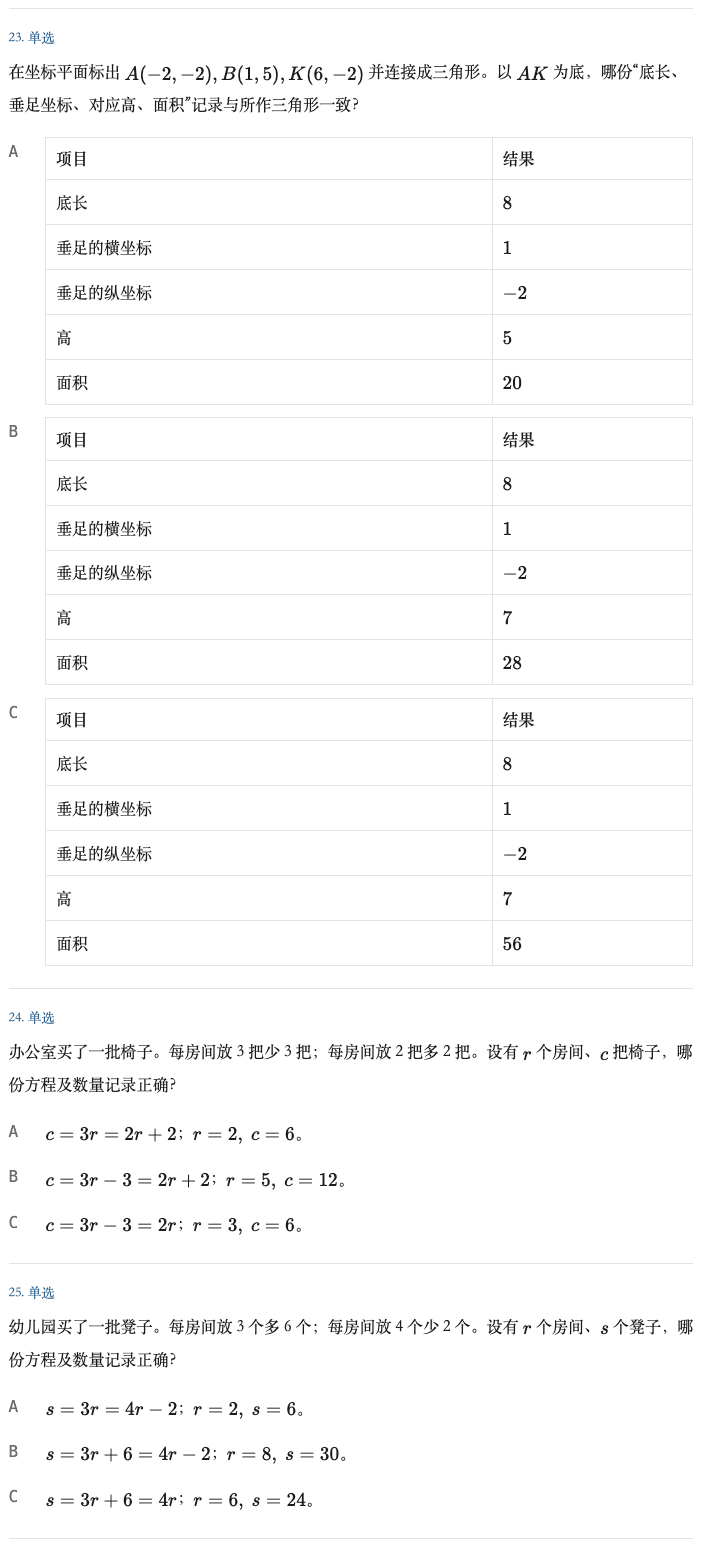 23. 单选
在坐标平面标出 A(−2, −2), B(1, 5), K(6, −2) 并连接成三角形。以 AK 为底，哪份“底长、
垂足坐标、对应高、面积”记录与所作三角形一致？
A
项目 结果
底长 8
垂足的横坐标 1
垂足的纵坐标 −2
高 5
面积 20
B
项目 结果
底长 8
垂足的横坐标 1
垂足的纵坐标 −2
高 7
面积 28
C
项目 结果
底长 8
垂足的横坐标 1
垂足的纵坐标 −2
高 7
面积 56
24. 单选
办公室买了一批椅子。每房间放 3 把少 3 把；每房间放 2 把多 2 把。设有 r 个房间、c 把椅子，哪
份方程及数量记录正确？
A c = 3r = 2r + 2; r = 2, c = 6。
B c = 3r − 3 = 2r + 2; r = 5, c = 12。
C c = 3r − 3 = 2r; r = 3, c = 6。
25. 单选
幼儿园买了一批凳子。每房间放 3 个多 6 个；每房间放 4 个少 2 个。设有 r 个房间、s 个凳子，哪
份方程及数量记录正确？
A s = 3r = 4r − 2; r = 2, s = 6。
B s = 3r + 6 = 4r − 2; r = 8, s = 30。
C s = 3r + 6 = 4r; r = 6, s = 24。